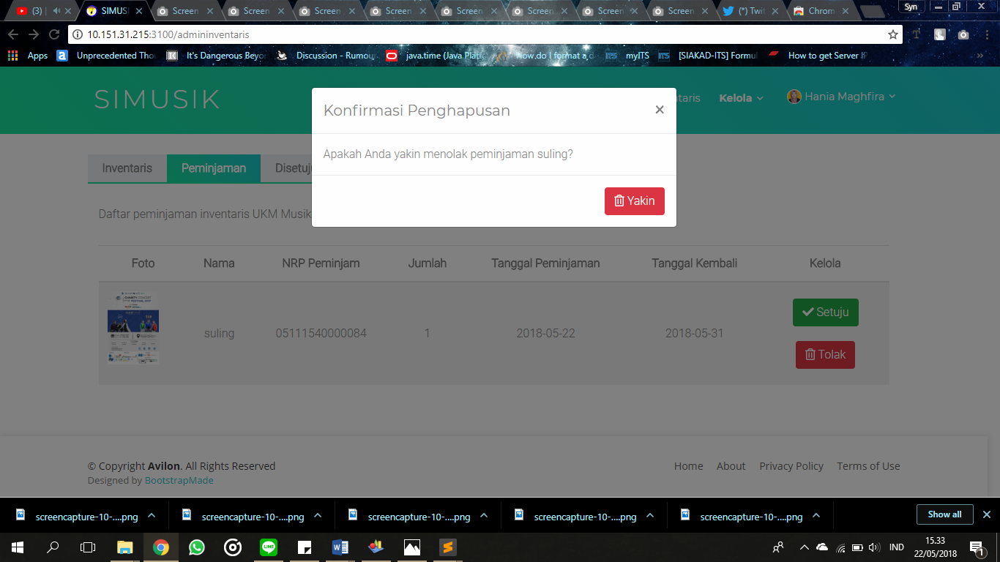 (3)
SIMUSI
Screen
Screen
Screen
Screen
Screen
Screen
Screen
Screen
(*) Twit
Chrom
Syn
10.151.31.215:3100/admininventaris
Apps
Unprecedented Thou
It's Dangerous Beyon
Discussion - Rumou
java.time (Java Plat
How do I format a d
myITS
[SIAKAD-ITS] Formul
How to get Server IP
SIMUSIK
taris
Kelola
Hania Maghfira
Konfirmasi Penghapusan
×
Apakah Anda yakin menolak peminjaman suling?
Yakin
Inventaris
Peminjaman
Disetuju
Daftar peminjaman inventaris UKM Musik
Foto
Nama
NRP Peminjam
Jumlah
Tanggal Peminjaman
Tanggal Kembali
Kelola
suling
05111540000084
1
2018-05-22
2018-05-31
Setuju
Tolak
© Copyright Avilon. All Rights Reserved
Designed by BootstrapMade
Home
About
Privacy Policy
Terms of Use
screencapture-10-....png
screencapture-10-....png
screencapture-10-....png
screencapture-10-....png
screencapture-10-....png
Show all
IND
15.33
22/05/2018
1